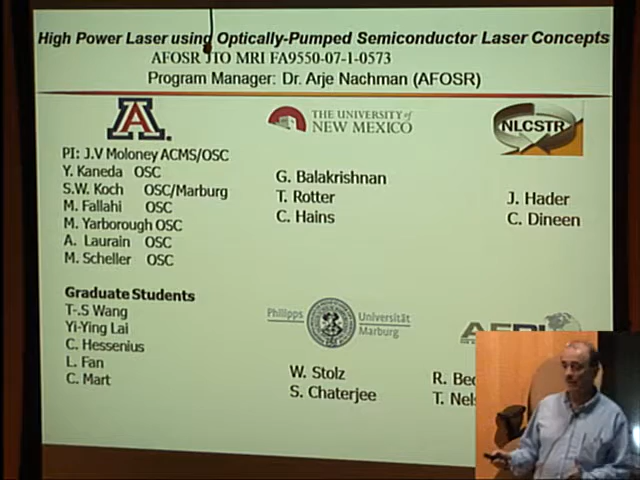 High Power Laser using Optically-Pumped Semiconductor Laser Concepts
AFOSR JTO MRI FA9550-07-1-0573
Program Manager: Dr. Arje Nachman (AFOSR)
A
PI: J.V Moloney ACMS/OSC
Y. Kaneda OSC
S.W. Koch OSC/Marburg
M. Fallahi OSC
M. Yarborough OSC
A. Laurain OSC
M. Scheller OSC
Graduate Students
T-.S Wang
Yi-Ying Lai
C. Hessenius
L. Fan
C. Mart
THE UNIVERSITY of
NEW MEXICO
G. Balakrishnan
T. Rotter
C. Hains
Philipps Universität
Marburg
W. Stolz
S. Chaterjee
NLCSTR
J. Hader
C. Dineen
R.
T.